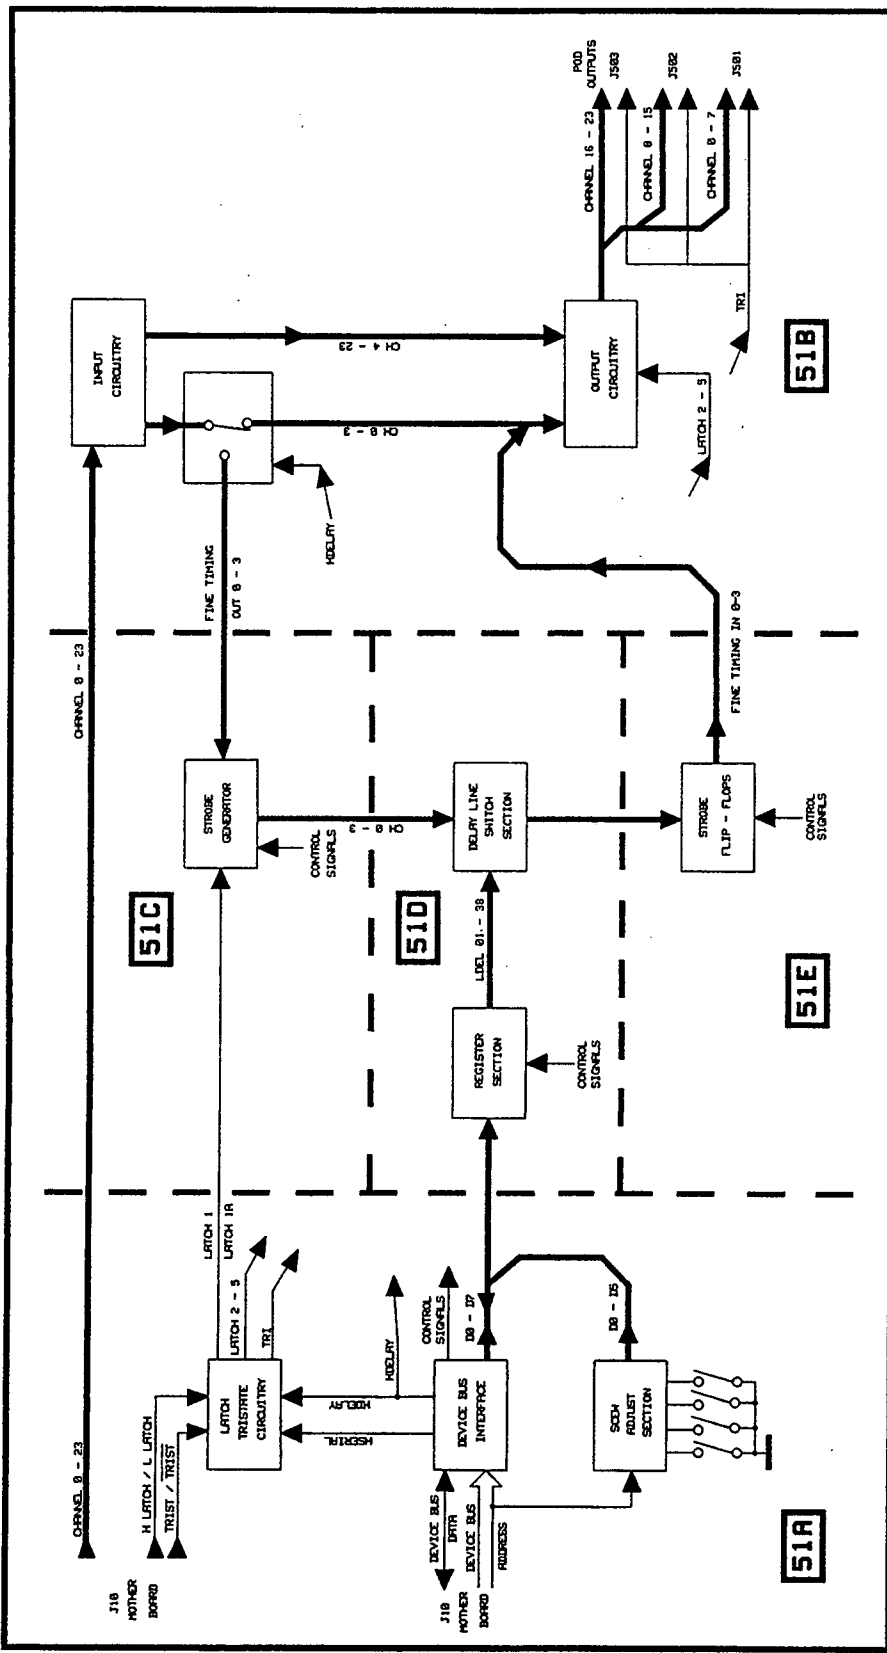 J10
MOTHER
BOARD
CHANNEL 0 - 23
H LATCH / L LATCH
TRIST / TRIST
LATCH
TRISTATE
CIRCUITRY
LATCH 1
LATCH 1A
LATCH 2 - 5
TRI
HSERIAL
HDELAY
HDELAY
J10
MOTHER
BOARD
DEVICE BUS
DATA
DEVICE BUS
ADDRESS
DEVICE BUS
INTERFACE
CONTROL
SIGNALS
D0 - D7
SCEW
ADJUST
SECTION
D0 - D5
51A
CHANNEL 0 - 23
51C
STROBE
GENERATOR
CONTROL
SIGNALS
CH 0 - 3
FINE TIMING
OUT 0 - 3
51D
REGISTER
SECTION
CONTROL
SIGNALS
LDEL 01 - 38
DELAY LINE
SWITCH
SECTION
51E
STROBE
FLIP - FLOPS
CONTROL
SIGNALS
FINE TIMING IN 0-3
INPUT
CIRCUITRY
HDELAY
CH 0 - 3
CH 4 - 23
OUTPUT
CIRCUITRY
LATCH 2 - 5
TRI
51B
CHANNEL 16 - 23
CHANNEL 8 - 15
CHANNEL 0 - 7
POD
OUTPUTS
J503
J502
J501